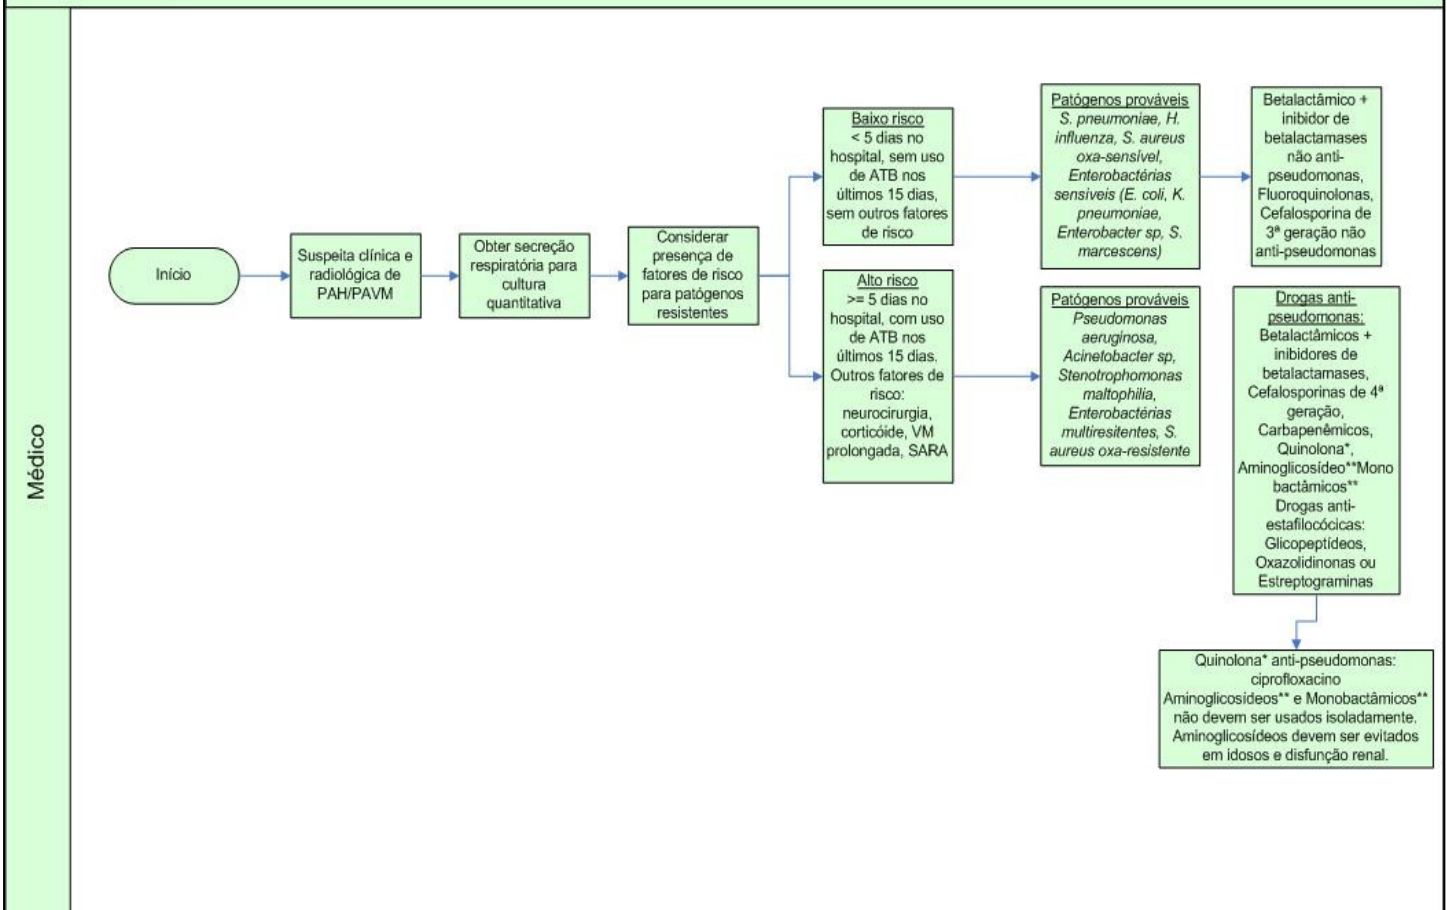 Médico
Início
Suspeita clínica e
radiológica de
PAH/PAVM
Obter secreção
respiratória para
cultura
quantitativa
Considerar
presença de
fatores de risco
para patógenos
resistentes
Baixo risco
< 5 dias no
hospital, sem uso
de ATB nos
últimos 15 dias,
sem outros fatores
de risco
Patógenos prováveis
S. pneumoniae, H.
influenza, S. aureus
oxa-sensível,
Enterobactérias
sensiveis (E. coli, K.
pneumoniae,
Enterobacter sp, S.
marcescens)
Betalactâmico +
inibidor de
betalactamases
não anti-
pseudomonas,
Fluoroquinolonas,
Cefalosporina de
3ª geração não
anti-pseudomonas
Alto risco
>= 5 dias no
hospital, com uso
de ATB nos
últimos 15 dias.
Outros fatores de
risco:
neurocirurgia,
corticóide, VM
prolongada, SARA
Patógenos prováveis
Pseudomonas
aeruginosa,
Acinetobacter sp,
Stenotrophomonas
maltophilia,
Enterobactérias
multiresitentes, S.
aureus oxa-resistente
Drogas anti-
pseudomonas:
Betalactâmicos +
inibidores de
betalactamases,
Cefalosporinas de 4ª
geração,
Carbapenêmicos,
Quinolona*,
Aminoglicosídeo**Mono
bactâmicos**
Drogas anti-
estafilocócicas:
Glicopeptídeos,
Oxazolidinonas ou
Estreptograminas
Quinolona* anti-pseudomonas:
ciprofloxacino
Aminoglicosídeos** e Monobactâmicos**
não devem ser usados isoladamente.
Aminoglicosídeos devem ser evitados
em idosos e disfunção renal.